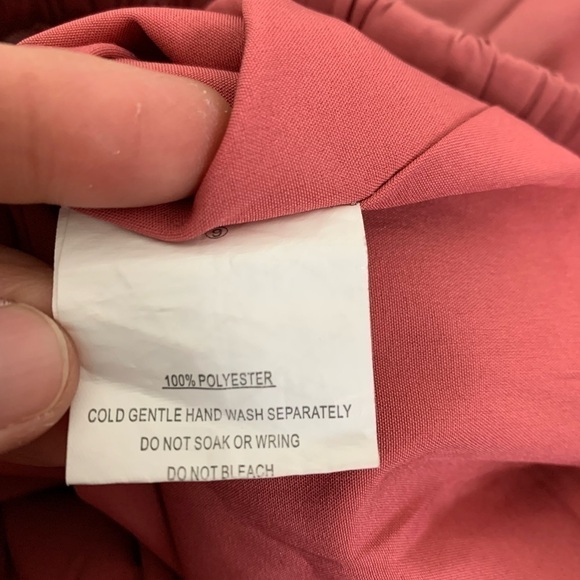 100% POLYESTER
COLD GENTLE HAND WASH SEPARATELY
DO NOT SOAK OR WRING
DO NOT BLEACH